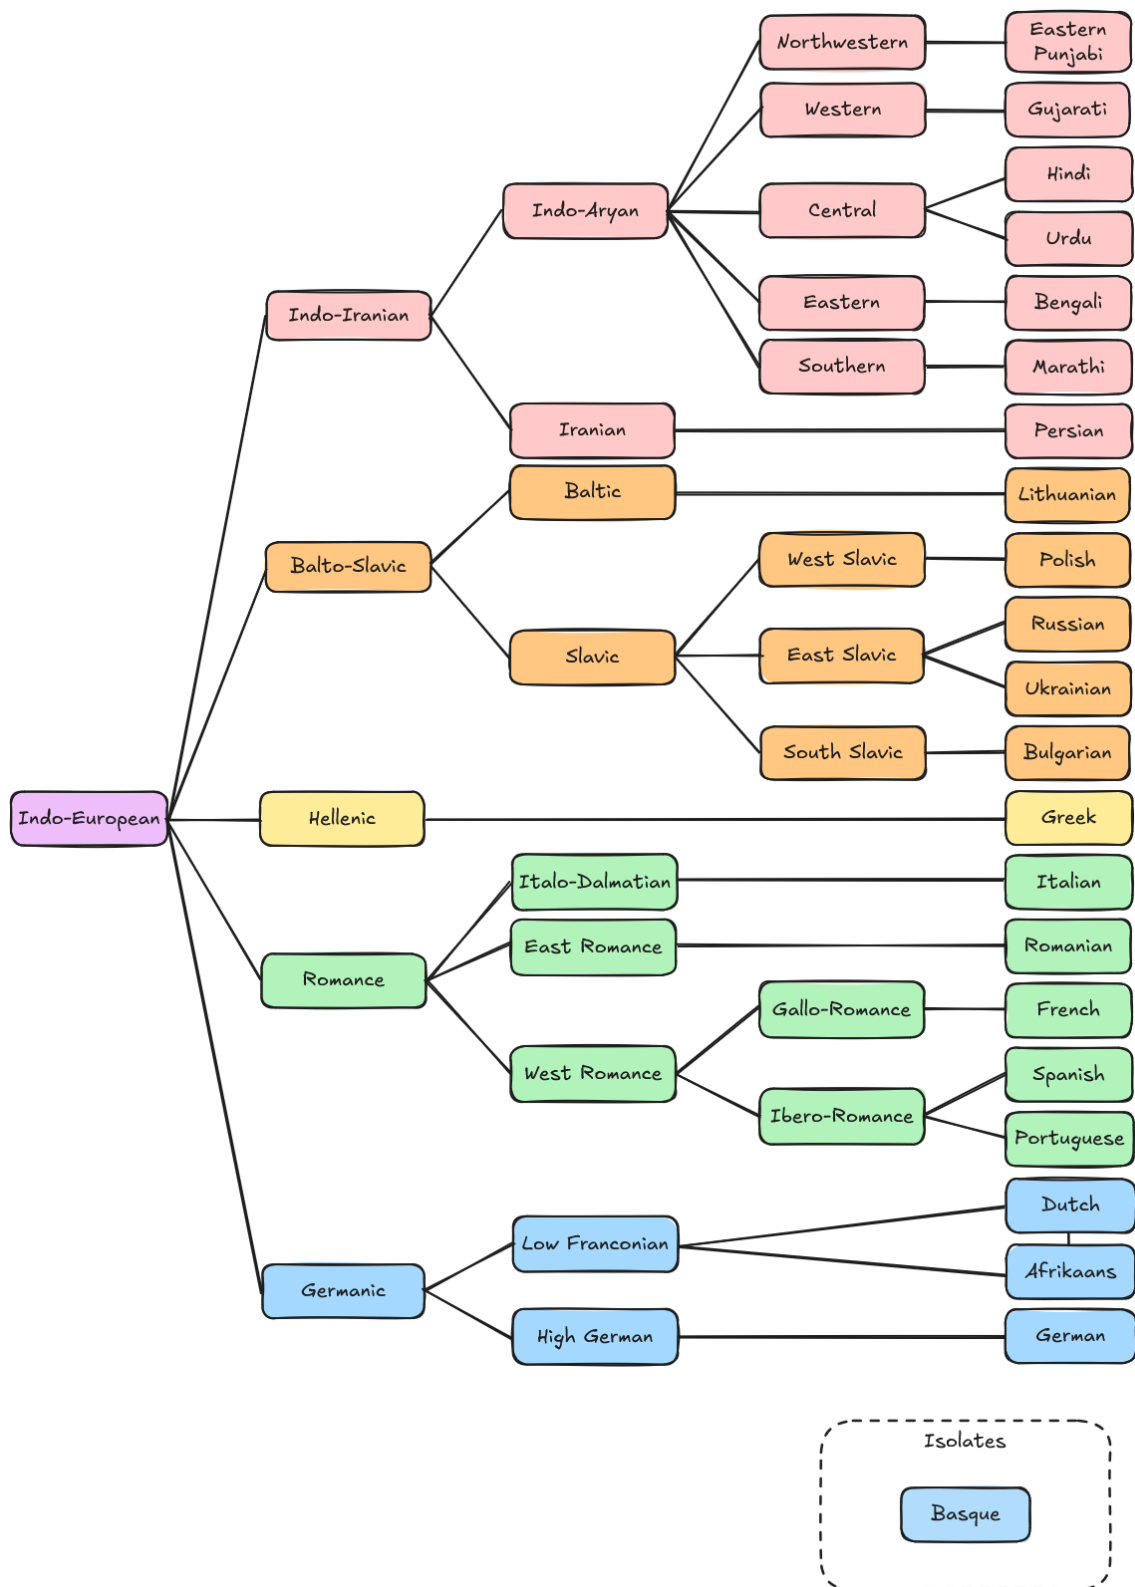 Northwestern
Eastern
Punjabi
Western
Gujarati
Hindi
Indo-Aryan
Central
Urdu
Indo-Iranian
Eastern
Bengali
Southern
Marathi
Iranian
Persian
Baltic
Lithuanian
Balto-Slavic
West Slavic
Polish
Russian
Slavic
East Slavic
Ukrainian
South Slavic
Bulgarian
Indo-European
Hellenic
Greek
Italo-Dalmatian
Italian
East Romance
Romanian
Romance
Gallo-Romance
French
West Romance
Spanish
Ibero-Romance
Portuguese
Dutch
Low Franconian
Afrikaans
Germanic
High German
German
Isolates
Basque